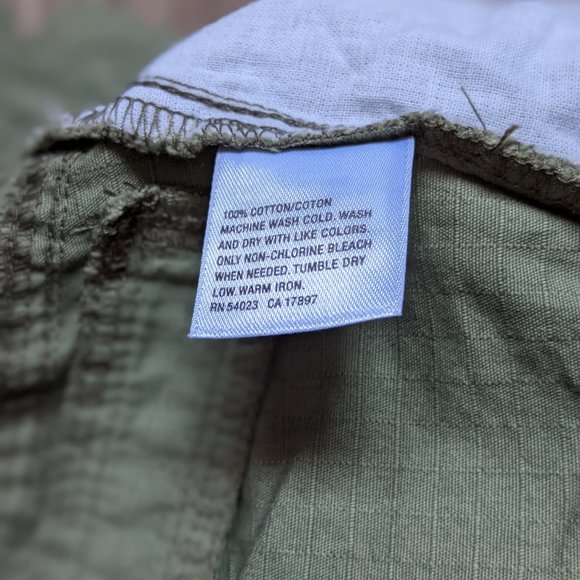 100% COTTON/COTON
MACHINE WASH COLD. WASH
AND DRY WITH LIKE COLORS.
ONLY NON-CHLORINE BLEACH
WHEN NEEDED. TUMBLE DRY
LOW. WARM IRON.
RN 54023 CA 17897